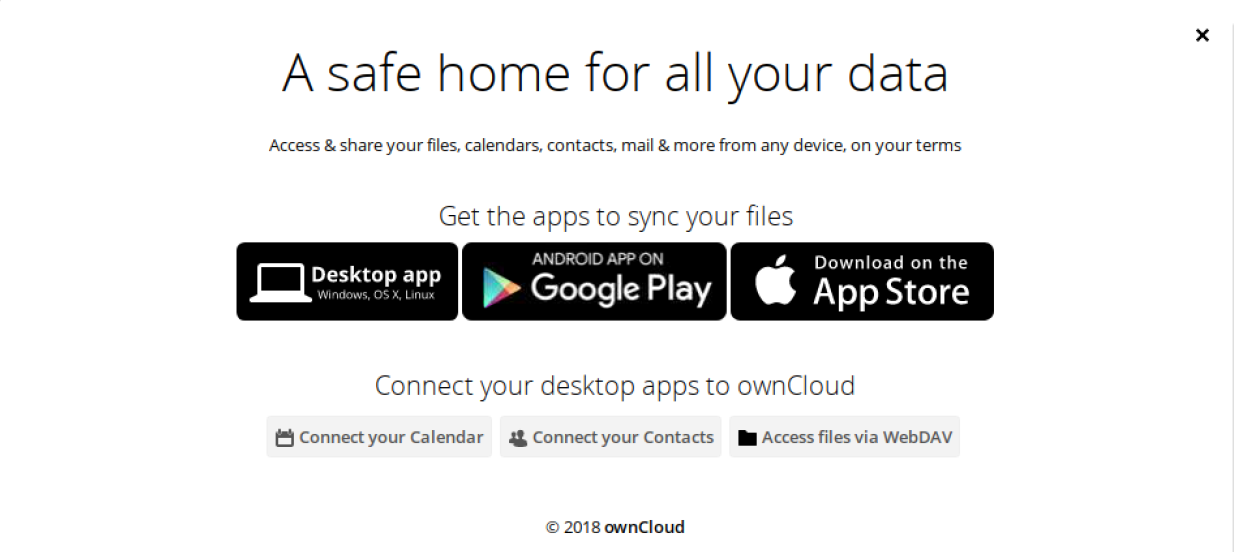 A safe home for all your data
Access & share your files, calendars, contacts, mail & more from any device, on your terms
Get the apps to sync your files
Desktop app
Windows, OS X, Linux
ANDROID APP ON
Google Play
Download on the
App Store
Connect your desktop apps to ownCloud
Connect your Calendar
Connect your Contacts
Access files via WebDAV
© 2018 ownCloud